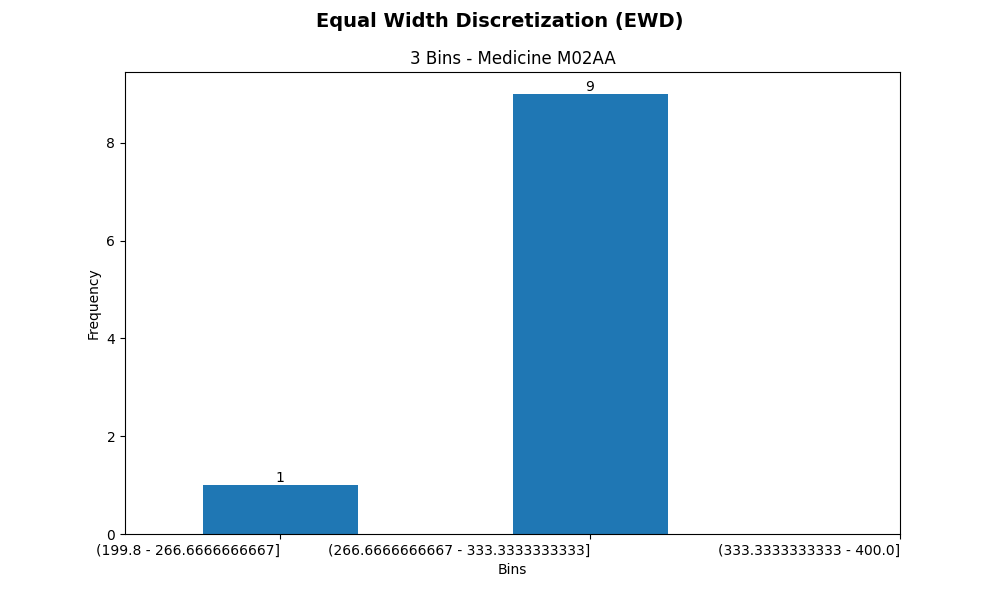 Equal Width Discretization (EWD)
3 Bins - Medicine M02AA
9
8
6
4
2
1
0
Frequency
(199.8 - 266.6666666667] (266.6666666667 - 333.3333333333] (333.3333333333 - 400.0]
Bins